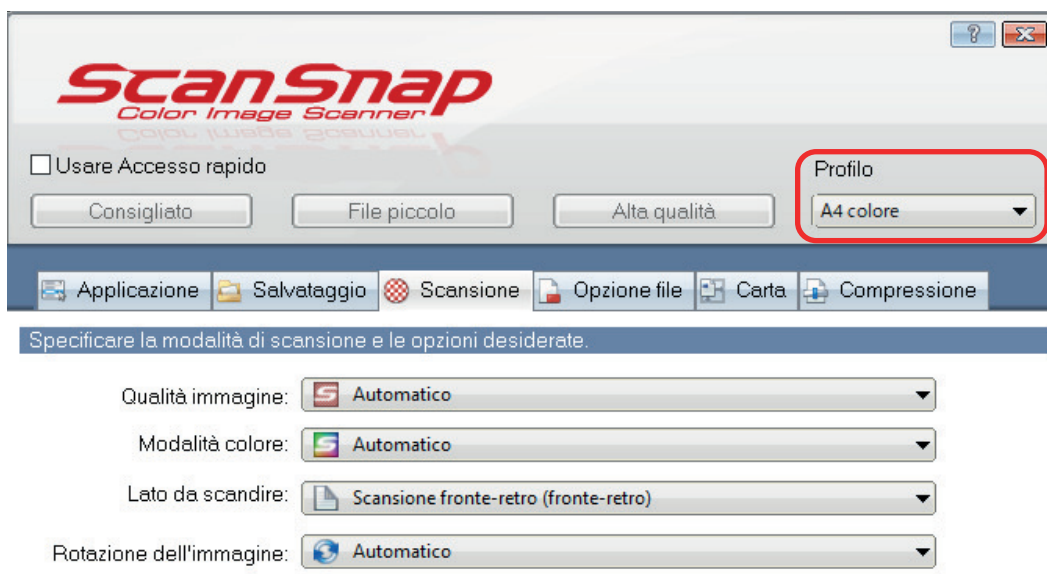 ScanSnap
Color Image Scanner
Usare Accesso rapido
Profilo
Consigliato File piccolo Alta qualità A4 colore
Applicazione Salvataggio Scansione Opzione file Carta Compressione
Specificare la modalità di scansione e le opzioni desiderate.
Qualità immagine: Automatico
Modalità colore: Automatico
Lato da scandire: Scansione fronte-retro (fronte-retro)
Rotazione dell'immagine: Automatico